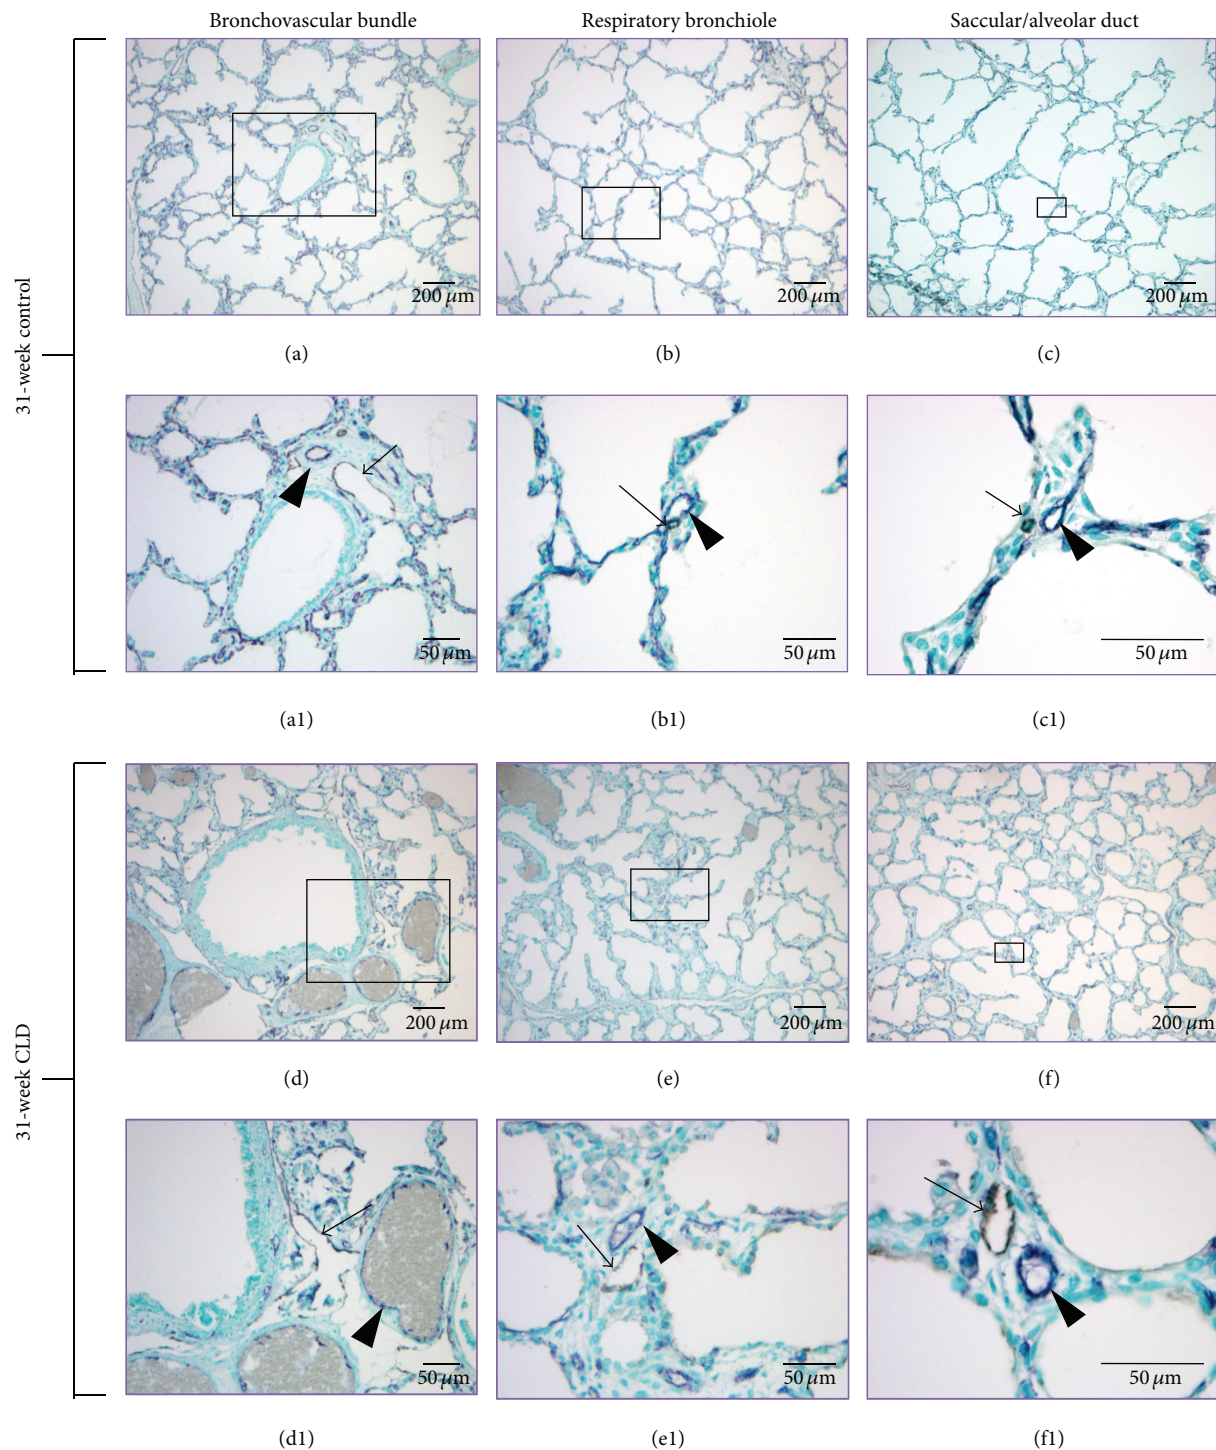 Bronchovascular bundle
Respiratory bronchiole
Saccular/alveolar duct
31-week control
200 µm
200 µm
200 µm
(a)
(b)
(c)
50 µm
50 µm
50 µm
(a1)
(b1)
(c1)
31-week CLD
200 µm
200 µm
200 µm
(d)
(e)
(f)
50 µm
50 µm
50 µm
(d1)
(e1)
(f1)